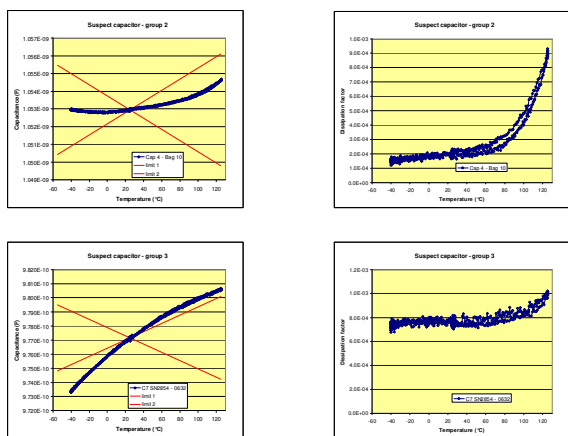 Suspect capacitor - group 2
1.057E-09
1.056E-09
1.055E-09
1.054E-09
1.053E-09
1.052E-09
1.051E-09
1.050E-09
1.049E-09
Capacitance (F)
Cap 4 - Bag 10
limit 1
limit 2
-60 -40 -20 0 20 40 60 80 100 120
Temperature (°C)
Suspect capacitor - group 2
1.0E-03
9.0E-04
8.0E-04
7.0E-04
6.0E-04
5.0E-04
4.0E-04
3.0E-04
2.0E-04
1.0E-04
0.0E+00
Dissipation factor
Cap 4 - Bag 10
-60 -40 -20 0 20 40 60 80 100 120
Temperature (°C)
Suspect capacitor - group 3
9.820E-10
9.810E-10
9.800E-10
9.790E-10
9.780E-10
9.770E-10
9.760E-10
9.750E-10
9.740E-10
9.730E-10
9.720E-10
Capacitance (F)
C7 SN2854 - 0632
limit 1
limit 2
-60 -40 -20 0 20 40 60 80 100 120
Temperature (°C)
Suspect capacitor - group 3
1.2E-03
1.0E-03
8.0E-04
6.0E-04
4.0E-04
2.0E-04
0.0E+00
Dissipation factor
C7 SN2854 - 0632
-60 -40 -20 0 20 40 60 80 100 120
Temperature (°C)